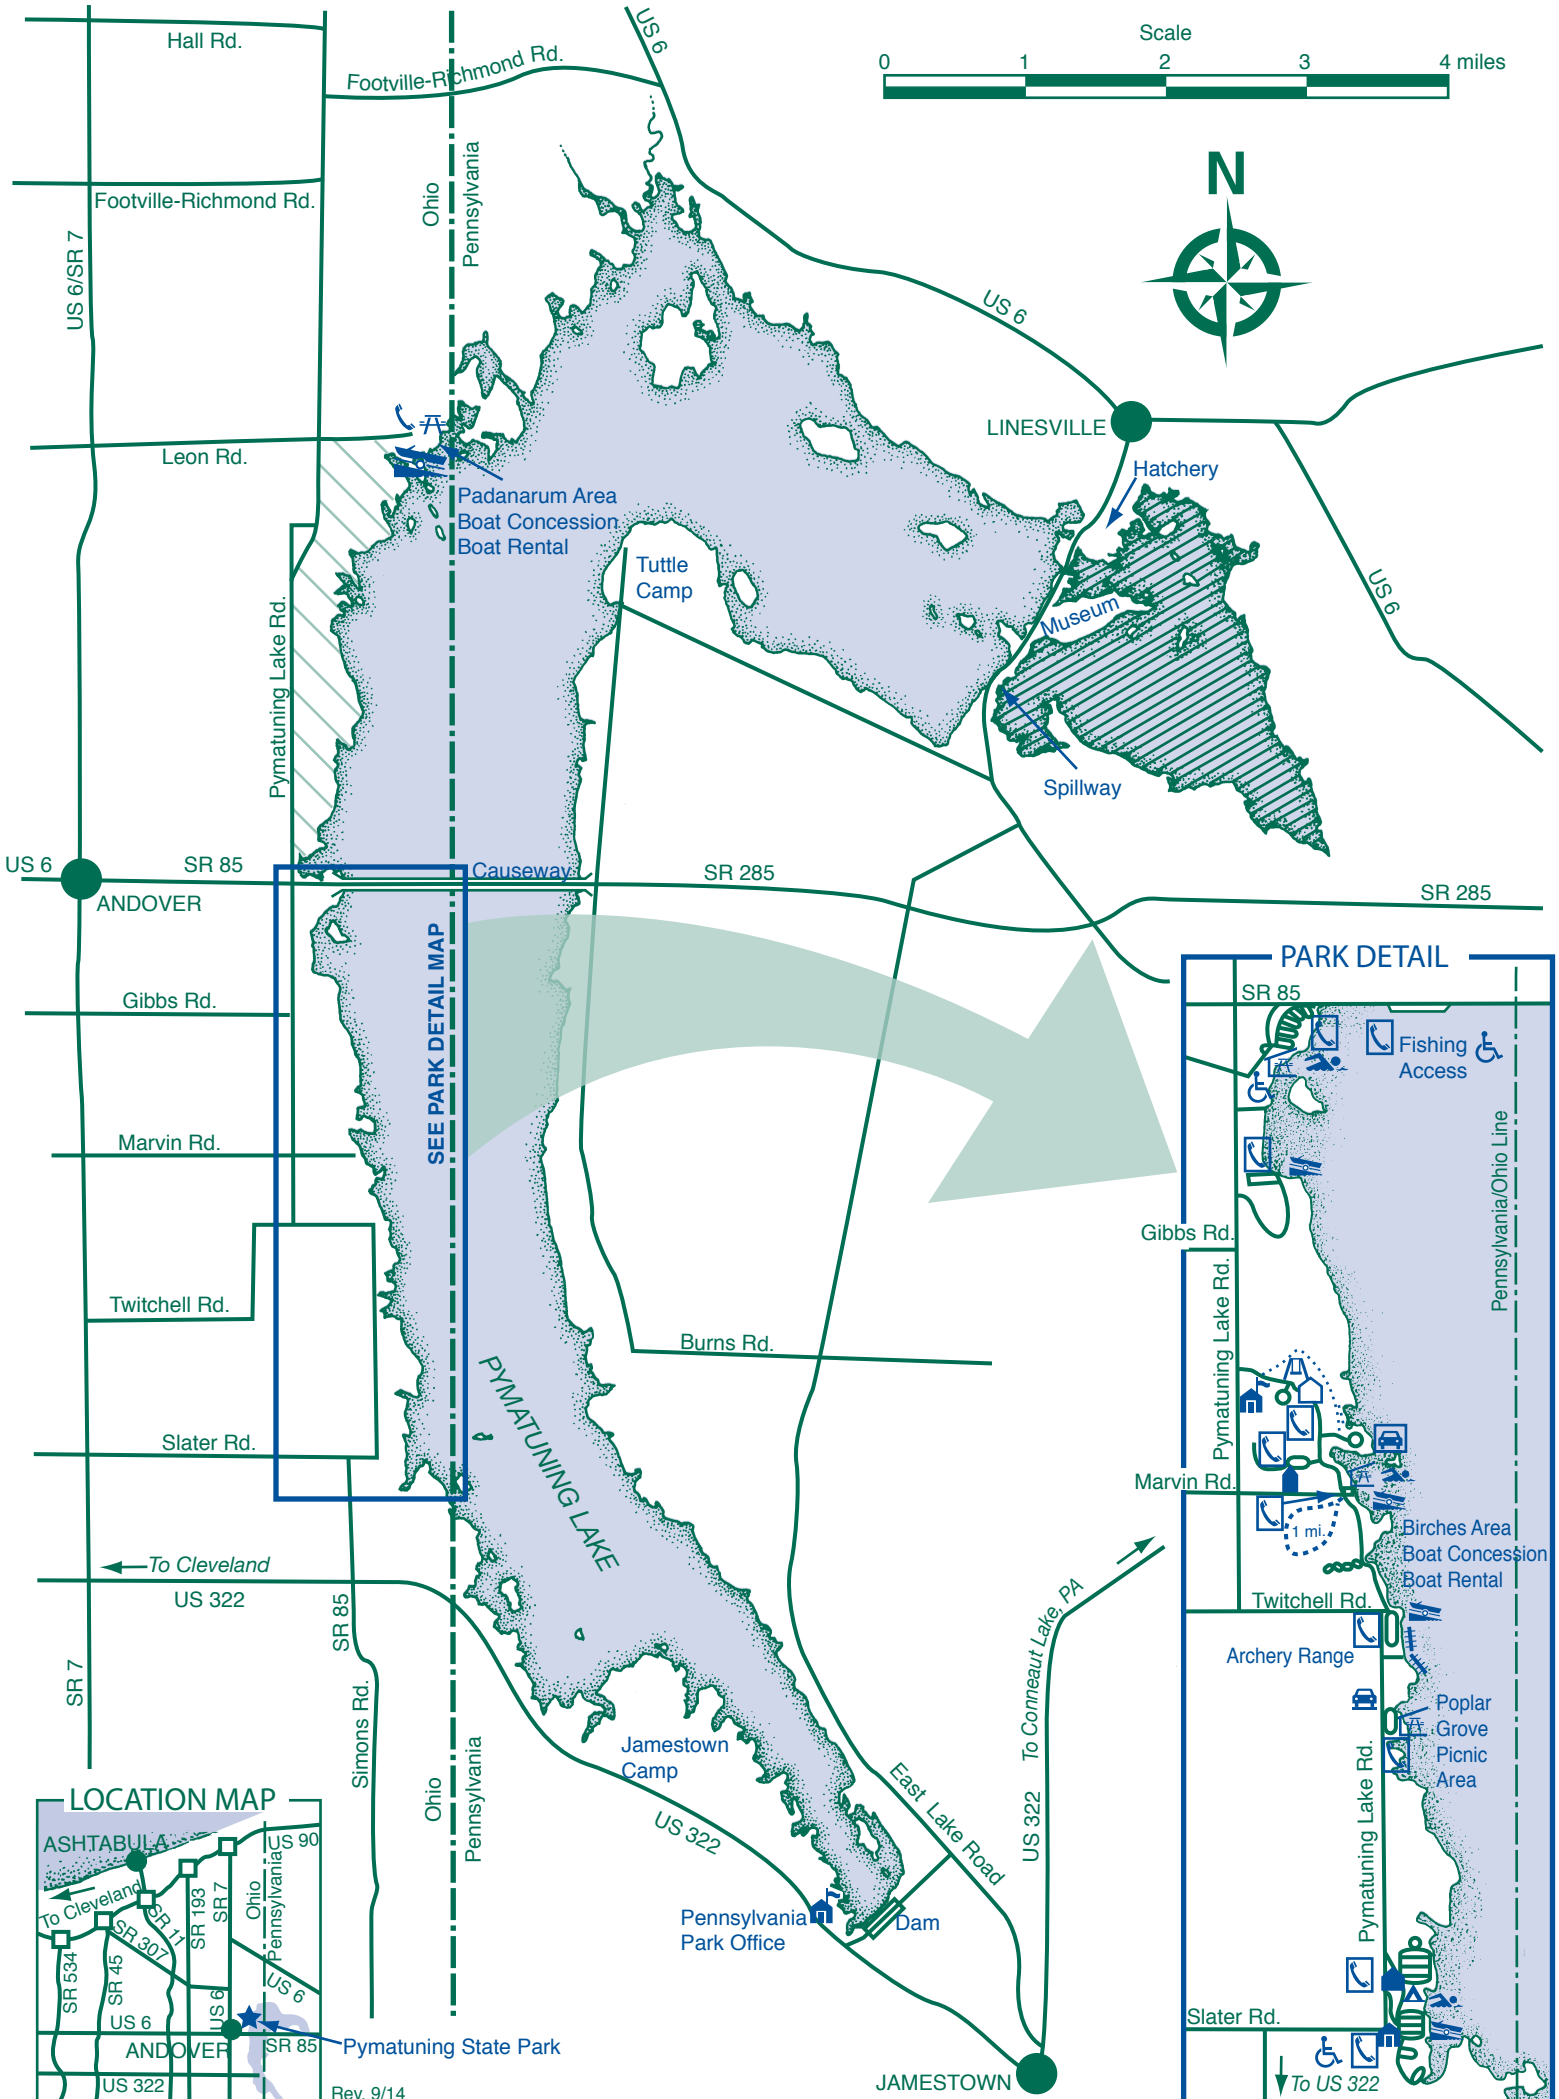 Hall Rd.
Footville-Richmond Rd.
US 6
Scale
0 1 2 3 4 miles
N
Footville-Richmond Rd.
Ohio
Pennsylvania
US 6/SR 7
US 6
LINESVILLE
Leon Rd.
Hatchery
Padanarum Area
Boat Concession
Boat Rental
Tuttle
Camp
Museum
US 6
Pymatuning Lake Rd.
Spillway
US 6
SR 85
Causeway
SR 285
SR 285
ANDOVER
SEE PARK DETAIL MAP
Gibbs Rd.
Marvin Rd.
Twitchell Rd.
Burns Rd.
PYMATUNING LAKE
Slater Rd.
To Cleveland
US 322
SR 85
SR 7
Simons Rd.
Ohio
Pennsylvania
Jamestown
Camp
US 322
East Lake Road
US 322
To Conneaut Lake, PA
Pennsylvania
Park Office
Dam
JAMESTOWN
PARK DETAIL
SR 85
Fishing
Access
Pennsylvania/Ohio Line
Gibbs Rd.
Pymatuning Lake Rd.
Marvin Rd.
1 mi.
Birches Area
Boat Concession
Boat Rental
Twitchell Rd.
Archery Range
Poplar
Grove
Picnic
Area
Pymatuning Lake Rd.
Slater Rd.
To US 322
LOCATION MAP
ASHTABULA
US 90
To Cleveland
SR 11
SR 193
SR 7
Ohio
Pennsylvania
SR 307
SR 534
SR 45
US 6
US 6
US 6
ANDOVER
SR 85
US 322
Pymatuning State Park
Rev. 9/14